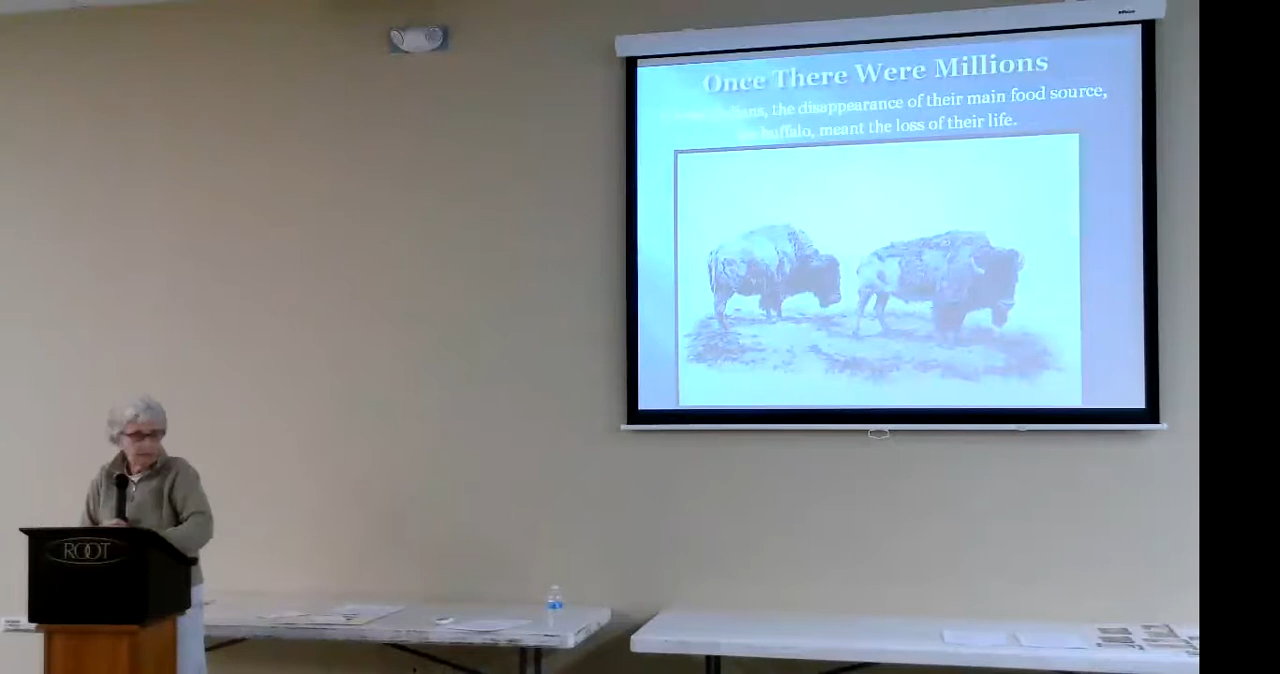 Once There Were Millions
the disappearance of their main food source,
buffalo, meant the loss of their life.
ROOT